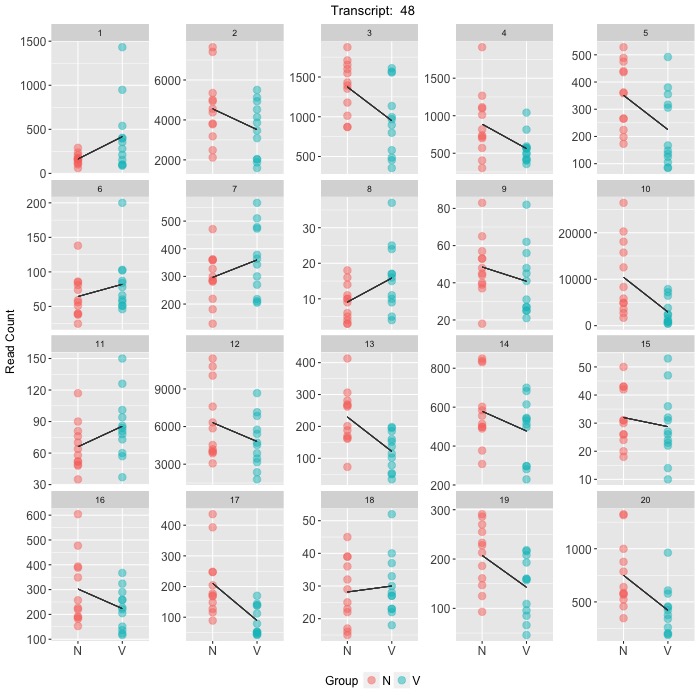 Transcript: 48
1 2 3 4 5
1500 1000 500 0
6000 4000 2000
1500 1000 500
1500 1000 500
500 400 300 200 100
6 7 8 9 10
200 150 100 50
500 400 300 200
30 20 10
80 60 40 20
20000 10000 0
Read Count
11 12 13 14 15
150 120 90 60 30
9000 6000 3000
400 300 200 100
800 600 400 200
50 40 30 20 10
16 17 18 19 20
600 500 400 300 200 100
400 300 200 100
50 40 30 20
300 200 100
1000 500
N V N V N V N V N V
Group N V